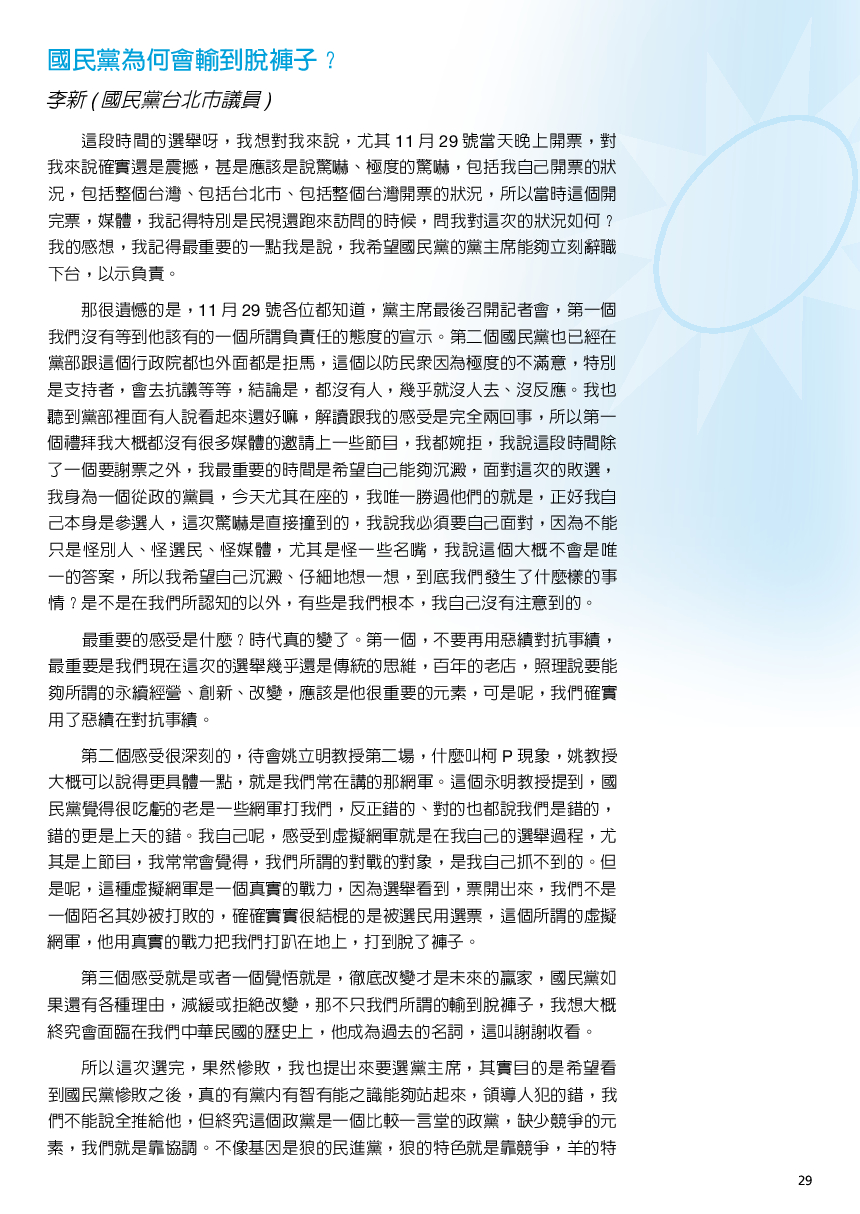 國民黨為何會輸到脫褲子？
李新 ( 國民黨台北市議員 )
這段時間的選舉呀，我想對我來說，尤其 11 月 29 號當天晚上開票，對
我來說確實還是震撼，甚是應該是說驚嚇、極度的驚嚇，包括我自己開票的狀
況，包括整個台灣、包括台北市、包括整個台灣開票的狀況，所以當時這個開
完票，媒體，我記得特別是民視還跑來訪問的時候，問我對這次的狀況如何？
我的感想，我記得最重要的一點我是說，我希望國民黨的黨主席能夠立刻辭職
下台，以示負責。
那很遺憾的是，11 月 29 號各位都知道，黨主席最後召開記者會，第一個
我們沒有等到他該有的一個所謂負責任的態度的宣示。第二個國民黨也已經在
黨部跟這個行政院都也外面都是拒馬，這個以防民衆因為極度的不滿意，特別
是支持者，會去抗議等等，結論是，都沒有人，幾乎就沒人去、沒反應。我也
聽到黨部裡面有人說看起來還好嘛，解讀跟我的感受是完全兩回事，所以第一
個禮拜我大概都沒有很多媒體的邀請上一些節目，我都婉拒，我說這段時間除
了一個要謝票之外，我最重要的時間是希望自己能夠沉澱，面對這次的敗選，
我身為一個從政的黨員，今天尤其在座的，我唯一勝過他們的就是，正好我自
己本身是參選人，這次驚嚇是直接撞到的，我說我必須要自己面對，因為不能
只是怪別人、怪選民、怪媒體，尤其是怪一些名嘴，我說這個大概不會是唯
一的答案，所以我希望自己沉澱、仔細地想一想，到底我們發生了什麼樣的事
情？是不是在我們所認知的以外，有些是我們根本，我自己沒有注意到的。
最重要的感受是什麼？時代真的變了。第一個，不要再用惡績對抗事績，
最重要是我們現在這次的選舉幾乎還是傳統的思維，百年的老店，照理說要能
夠所謂的永續經營、創新、改變，應該是他很重要的元素，可是呢，我們確實
用了惡績在對抗事績。
第二個感受很深刻的，待會姚立明教授第二場，什麼叫柯 P 現象，姚教授
大概可以說得更具體一點，就是我們常在講的那網軍。這個永明教授提到，國
民黨覺得很吃虧的老是一些網軍打我們，反正錯的、對的也都說我們是錯的，
錯的更是上天的錯。我自己呢，感受到虛擬網軍就是在我自己的選舉過程，尤
其是上節目，我常常會覺得，我們所謂的對戰的對象，是我自己抓不到的。但
是呢，這種虛擬網軍是一個真實的戰力，因為選舉看到，票開出來，我們不是
一個陌名其妙被打敗的，確確實實很結棍的是被選民用選票，這個所謂的虛擬
網軍，他用真實的戰力把我們打趴在地上，打到脫了褲子。
第三個感受就是或者一個覺悟就是，徹底改變才是未來的贏家，國民黨如
果還有各種理由，減緩或拒絕改變，那不只我們所謂的輸到脫褲子，我想大概
終究會面臨在我們中華民國的歷史上，他成為過去的名詞，這叫謝謝收看。
所以這次選完，果然慘敗，我也提出來要選黨主席，其實目的是希望看
到國民黨慘敗之後，真的有黨內有智有能之識能夠站起來，領導人犯的錯，我
們不能說全推給他，但終究這個政黨是一個比較一言堂的政黨，缺少競爭的元
素，我們就是靠協調。不像基因是狼的民進黨，狼的特色就是靠競爭，羊的特
29